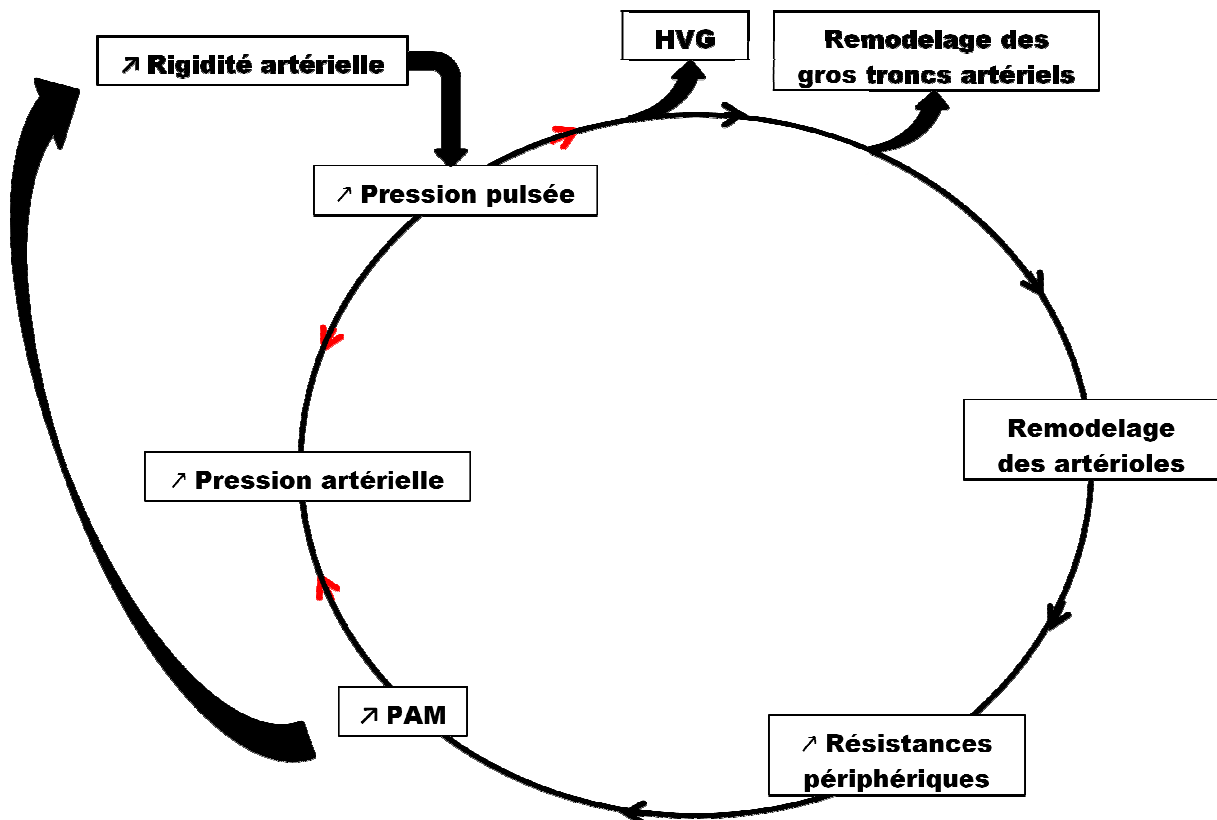 HVG
Remodelage des
gros troncs artériels
↗ Rigidité artérielle
↗ Pression pulsée
Remodelage
des artérioles
↗ Pression artérielle
↗ PAM
↗ Résistances
périphériques